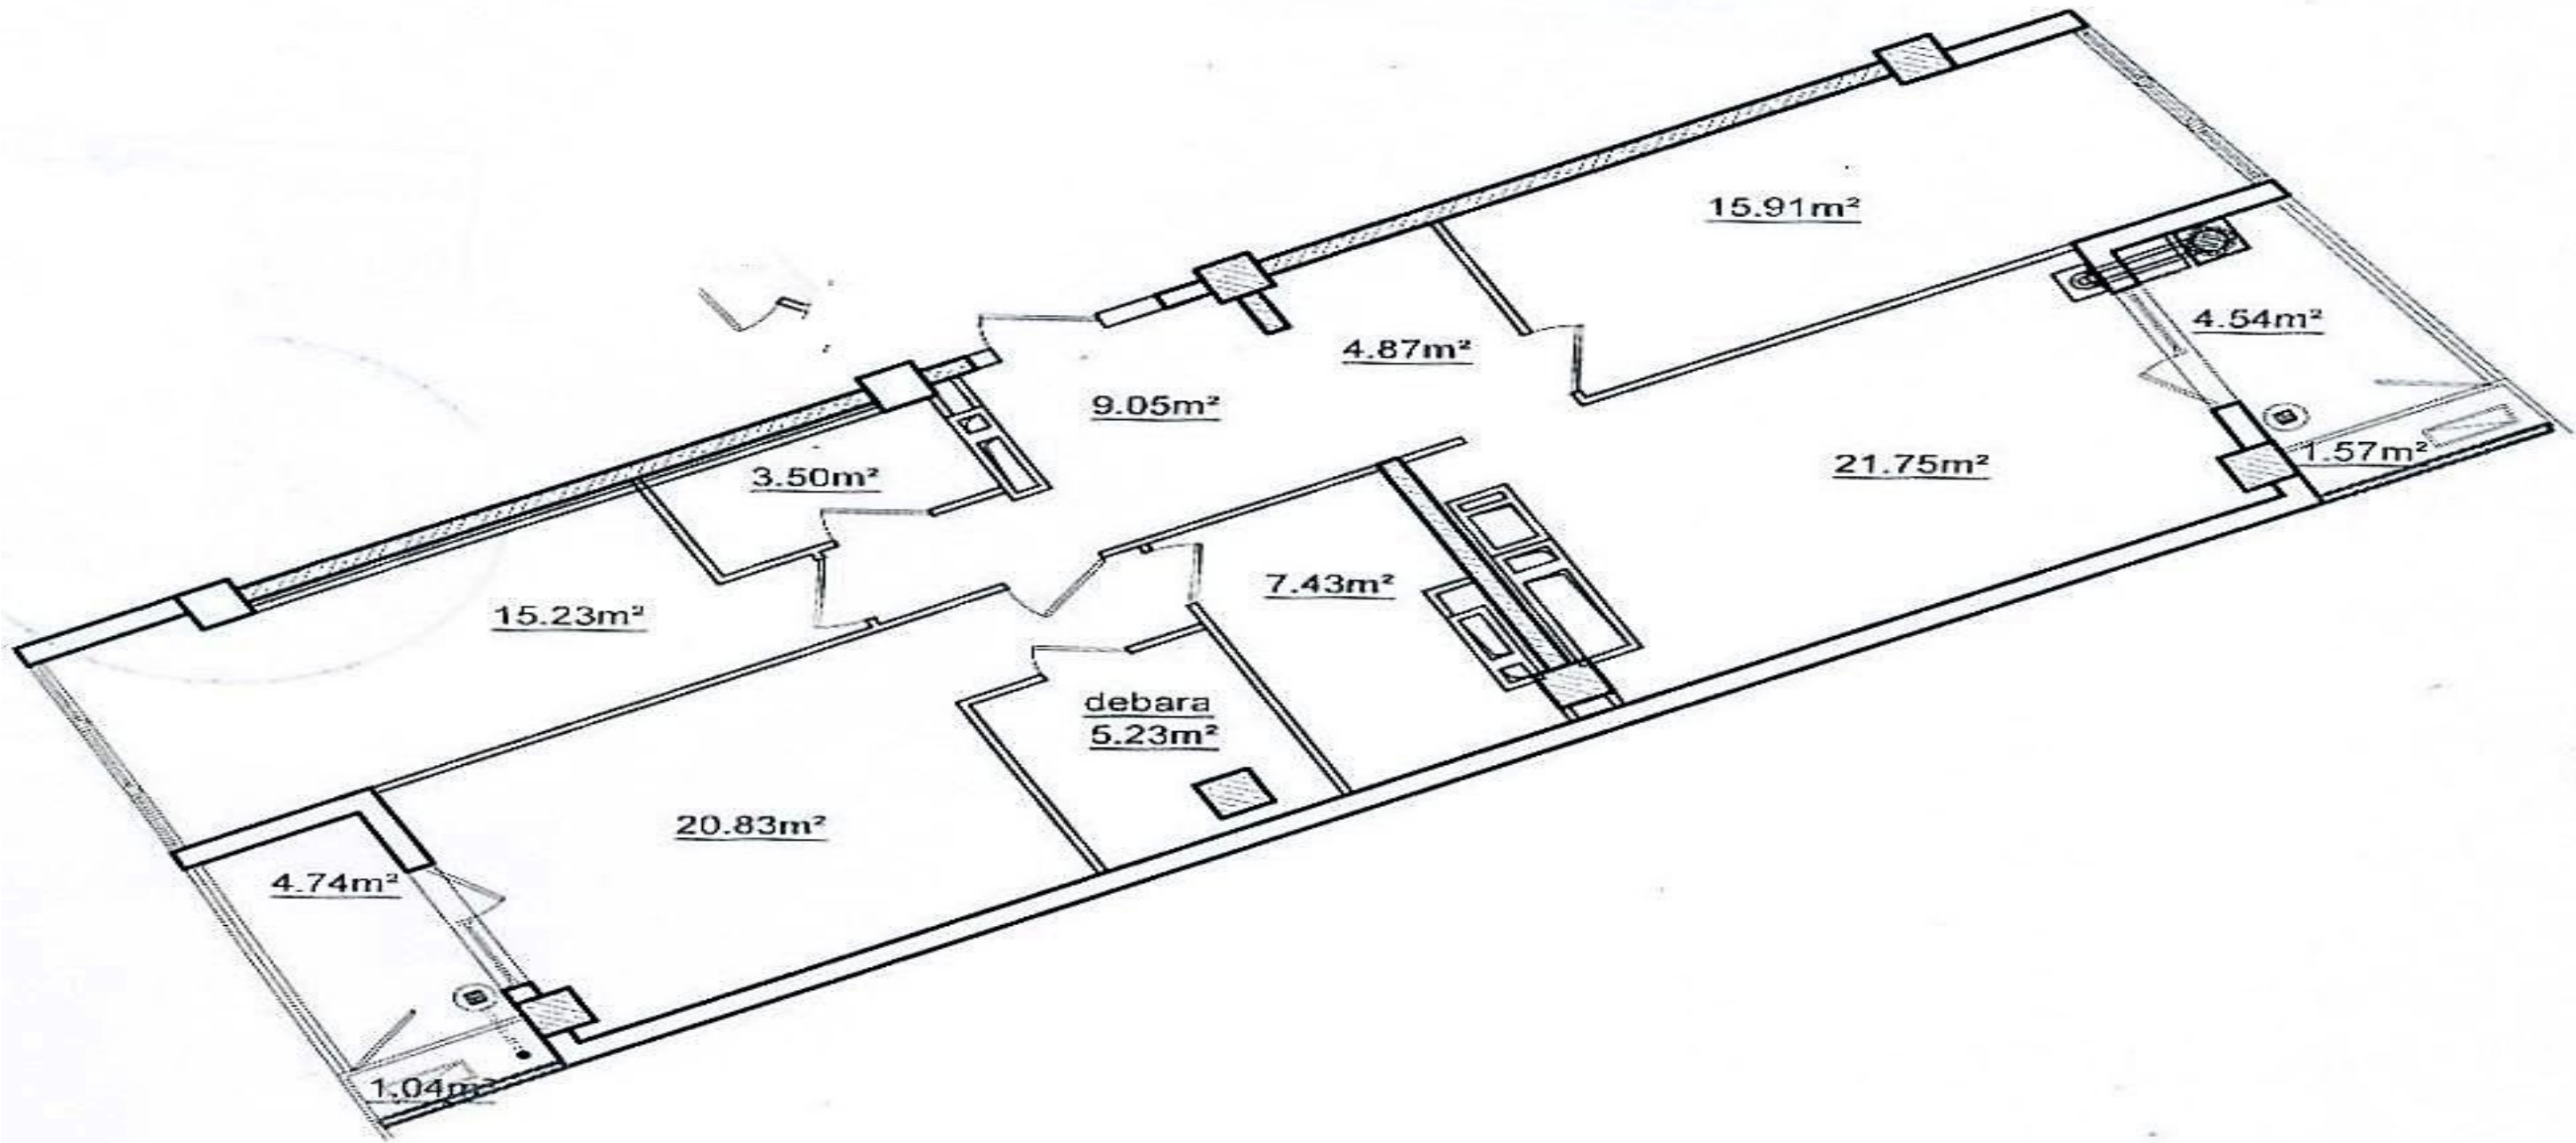 15.91m²
4.54m²
4.87m²
9.05m²
1.57m²
21.75m²
3.50m²
7.43m²
15.23m²
debara
5.23m²
20.83m²
4.74m²
1.04m²